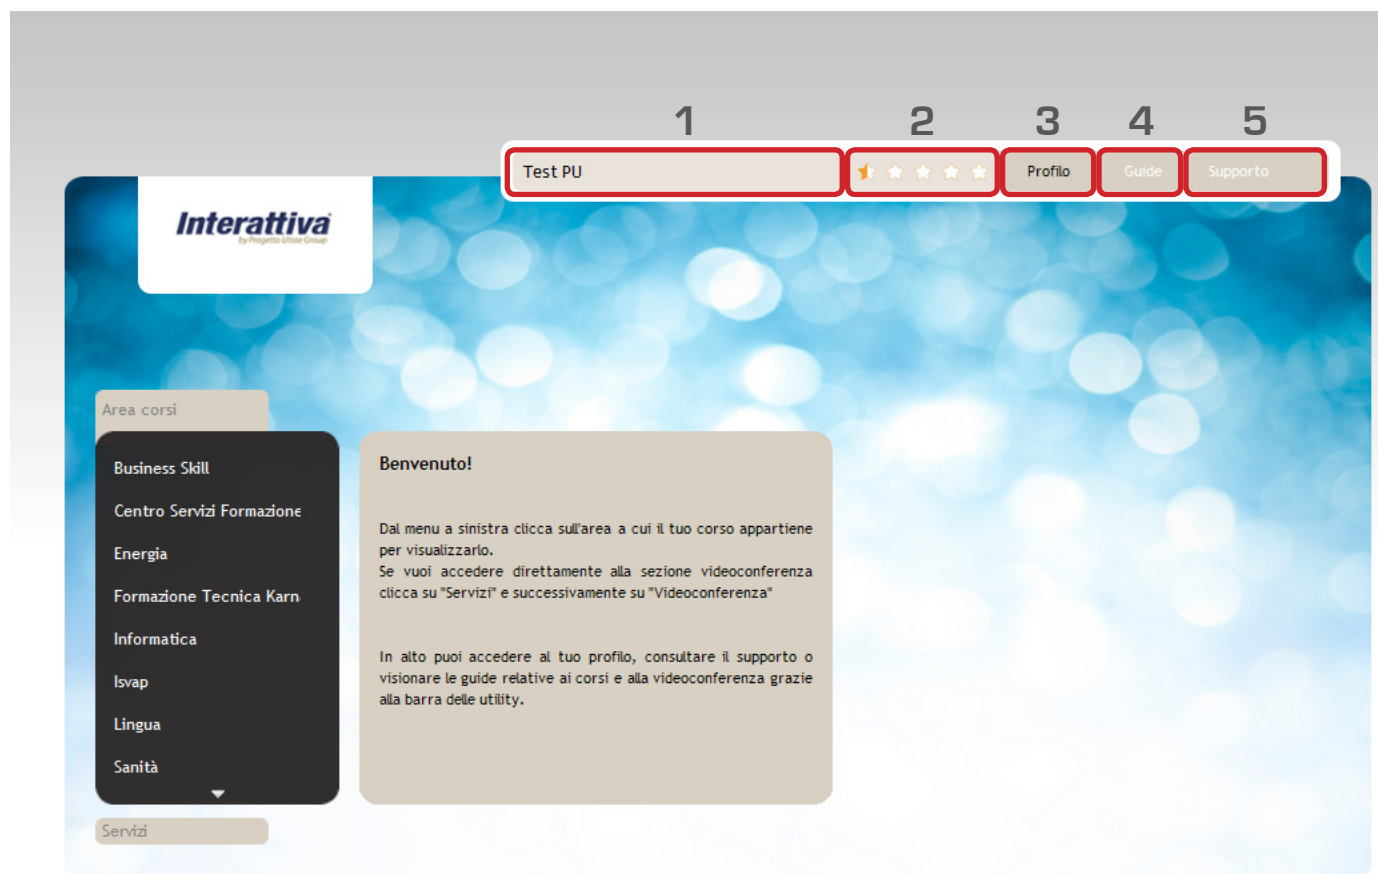 1 2 3 4 5
Test PU Profilo Guide Supporto
Interattiva
by Progetto Ulisse Group
Area corsi
Business Skill
Centro Servizi Formazione
Energia
Formazione Tecnica Karn
Informatica
Isvap
Lingua
Sanità
Servizi
Benvenuto!
Dal menu a sinistra clicca sull'area a cui il tuo corso appartiene
per visualizzarlo.
Se vuoi accedere direttamente alla sezione videoconferenza
clicca su "Servizi" e successivamente su "Videoconferenza"
In alto puoi accedere al tuo profilo, consultare il supporto o
visionare le guide relative ai corsi e alla videoconferenza grazie
alla barra delle utility.